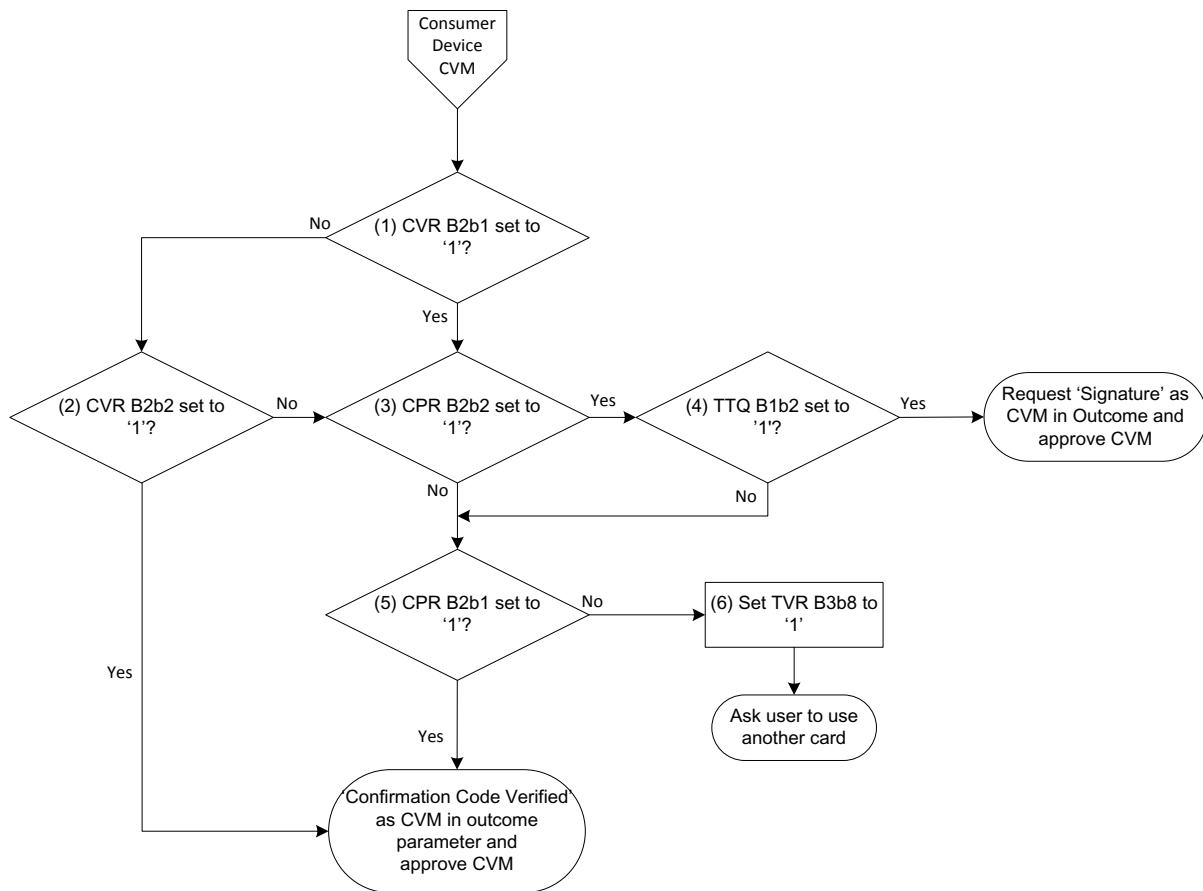 Consumer
Device
CVM
No
(1) CVR B2b1 set to
‘1’?
Yes
(2) CVR B2b2 set to
‘1’?
No
(3) CPR B2b2 set to
‘1’?
Yes
(4) TTQ B1b2 set to
'1'?
Yes
Request ‘Signature’ as
CVM in Outcome and
approve CVM
No
No
(5) CPR B2b1 set to
‘1’?
No
(6) Set TVR B3b8 to
‘1’
Yes
Ask user to use
another card
Yes
‘Confirmation Code Verified’
as CVM in outcome
parameter and
approve CVM